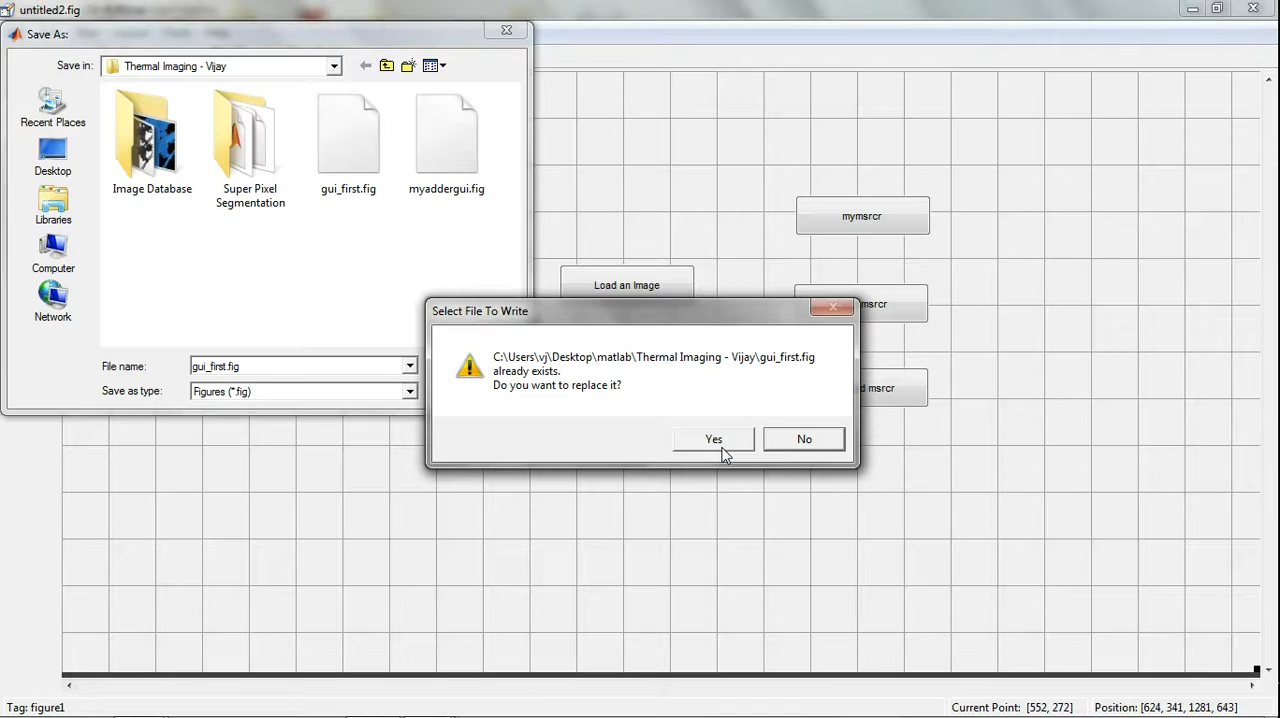 untitled2.fig
Save As:
Save in:
Thermal Imaging - Vijay
Recent Places
Desktop
Libraries
Computer
Network
Image Database
Super Pixel
Segmentation
gui_first.fig
myaddergui.fig
File name:
gui_first.fig
Save as type:
Figures (*.fig)
mymsrcr
Load an Image
msrcr
d msrcr
Select File To Write
C:\Users\vj\Desktop\matlab\Thermal Imaging - Vijay\gui_first.fig
already exists.
Do you want to replace it?
Yes
No
Tag: figure1
Current Point: [552, 272]
Position: [624, 341, 1281, 643]